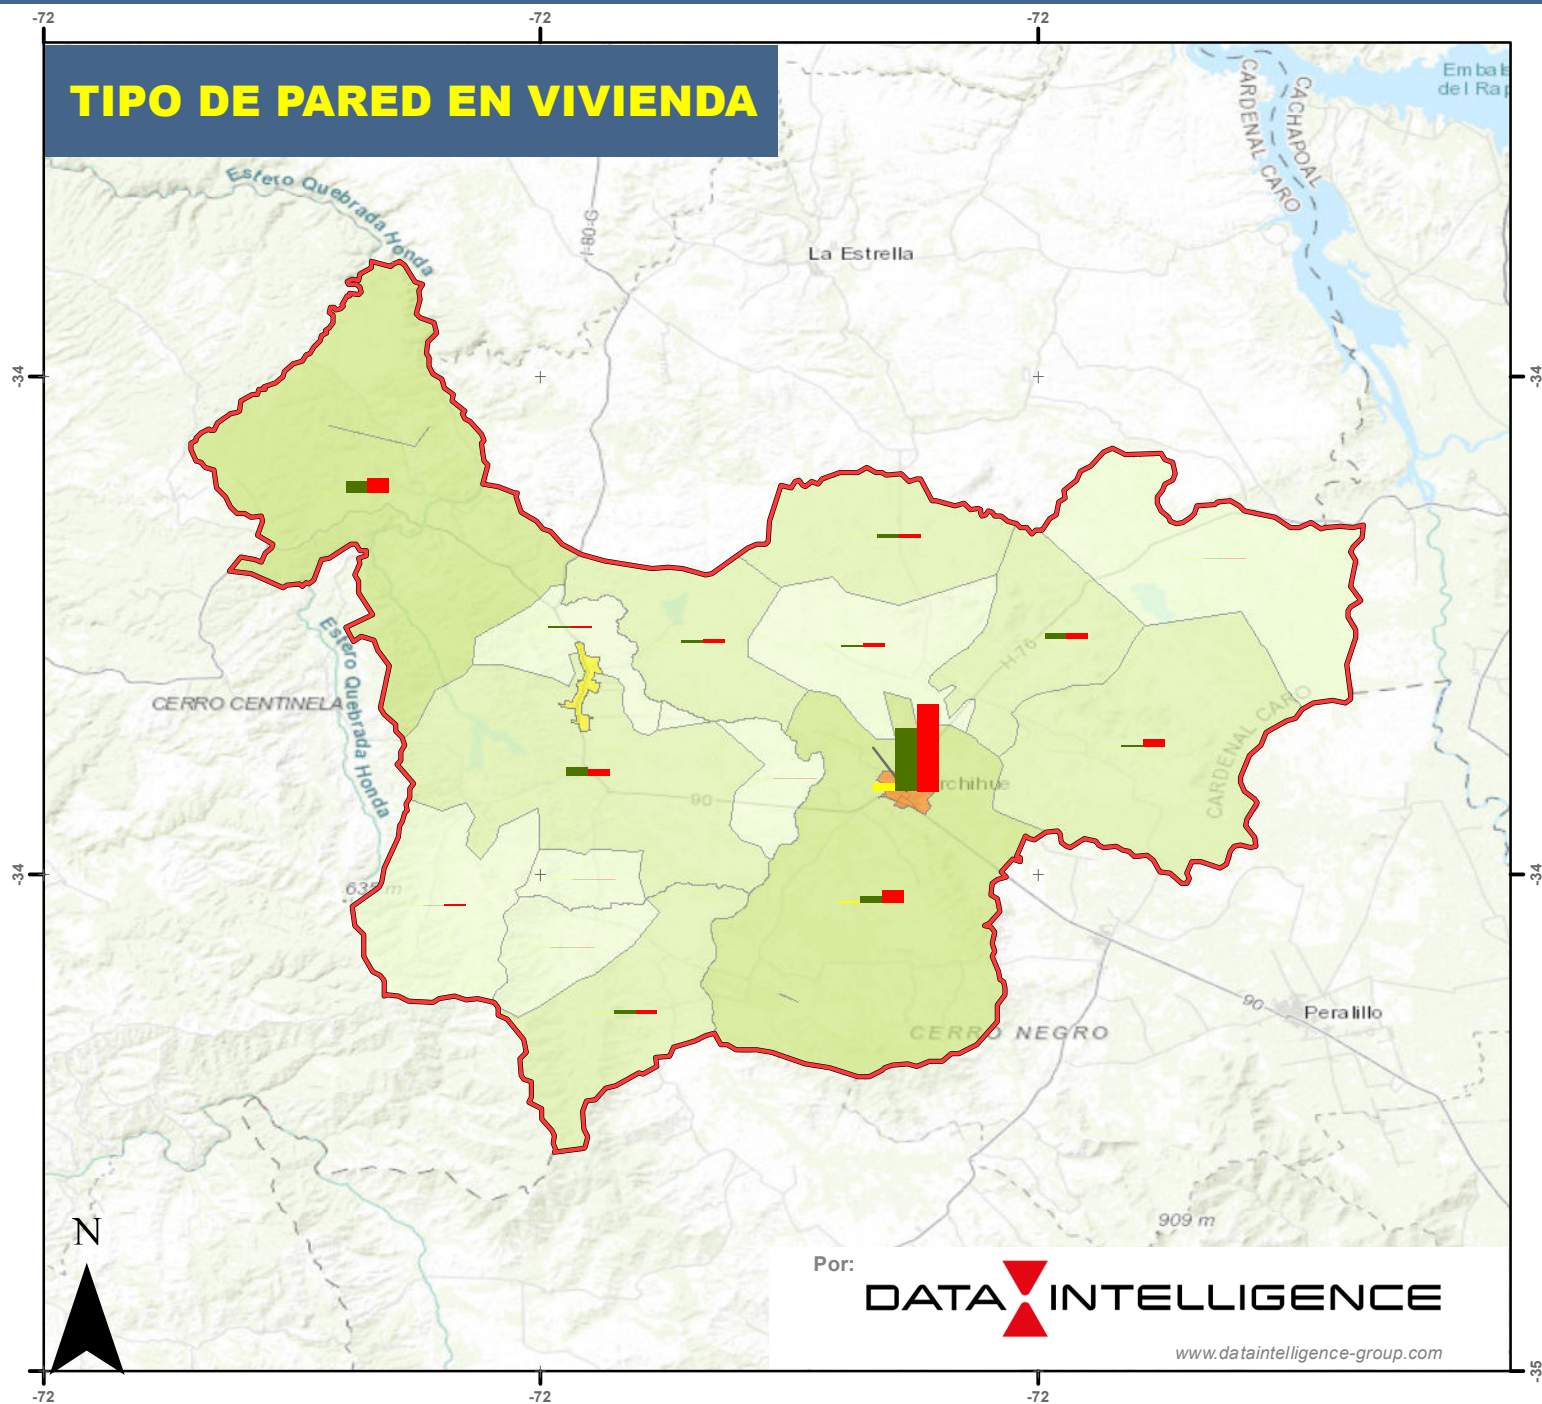 -72
-72
-72
TIPO DE PARED EN VIVIENDA
Embals
del Rap
CARDENAL CARO
CACHAPOAL
Estero Quebrada Honda
I-80-G
La Estrella
-34
-34
H-76
Estero Quebrada Honda
CERRO CENTINELA
CARDENAL CARO
rchihue
90
-34
-34
635 m
90
Peralillo
CERRO NEGRO
909 m
N
Por:
DATA INTELLIGENCE
www.dataintelligence-group.com
-35
-72
-72
-72